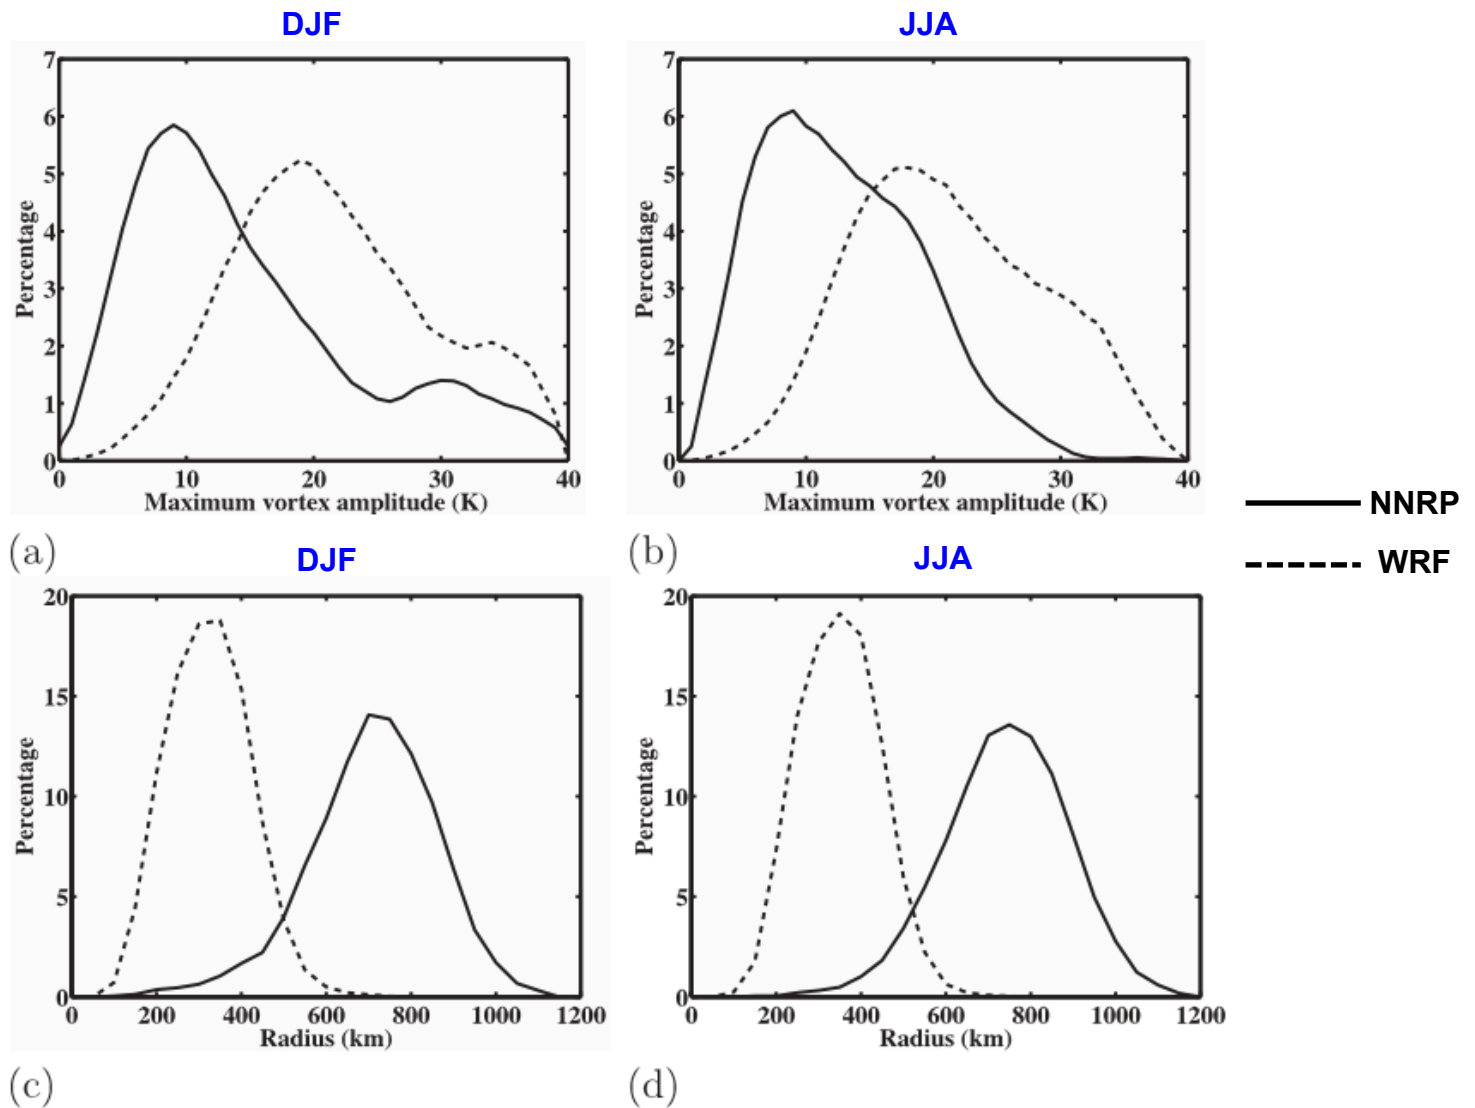 DJF
JJA
7
6
5
4
3
2
1
0
Percentage
0 10 20 30 40
Maximum vortex amplitude (K)
(a)
7
6
5
4
3
2
1
0
Percentage
0 10 20 30 40
Maximum vortex amplitude (K)
(b)
NNRP
WRF
DJF
JJA
20
15
10
5
0
Percentage
0 200 400 600 800 1000 1200
Radius (km)
(c)
20
15
10
5
0
Percentage
0 200 400 600 800 1000 1200
Radius (km)
(d)